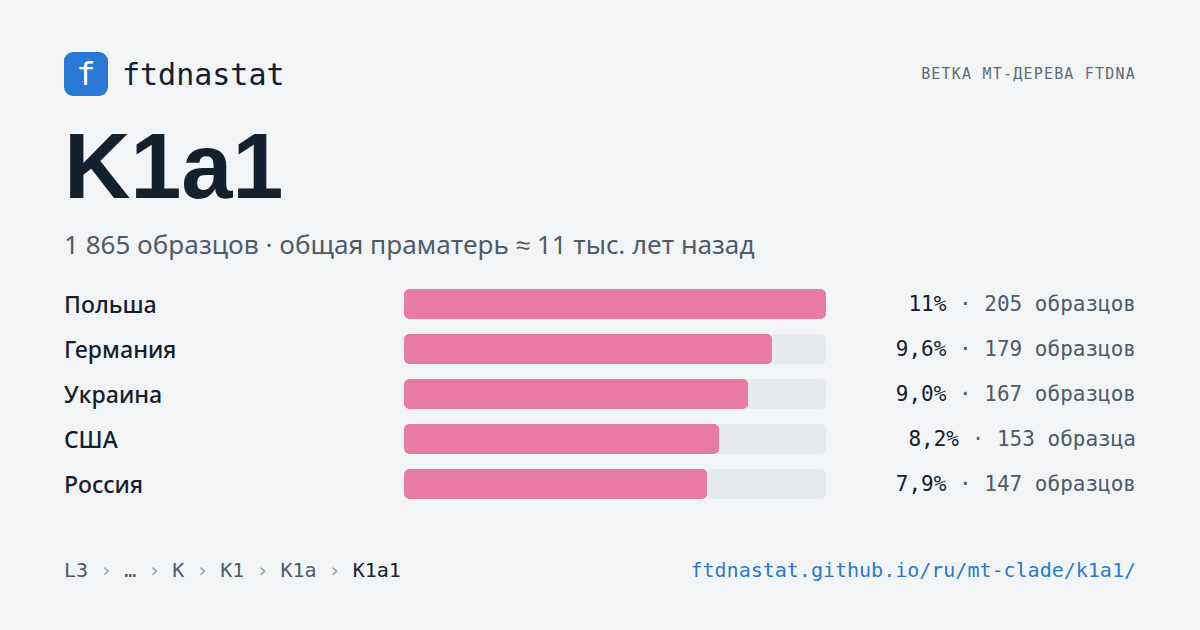 f ftdnastat
ВЕТКА МТ-ДЕРЕВА FTDNA
K1a1
1 865 образцов · общая праматерь ≈ 11 тыс. лет назад
Польша 11% · 205 образцов
Германия 9,6% · 179 образцов
Украина 9,0% · 167 образцов
США 8,2% · 153 образца
Россия 7,9% · 147 образцов
L3 › … › K › K1 › K1a › K1a1
ftdnastat.github.io/ru/mt-clade/k1a1/